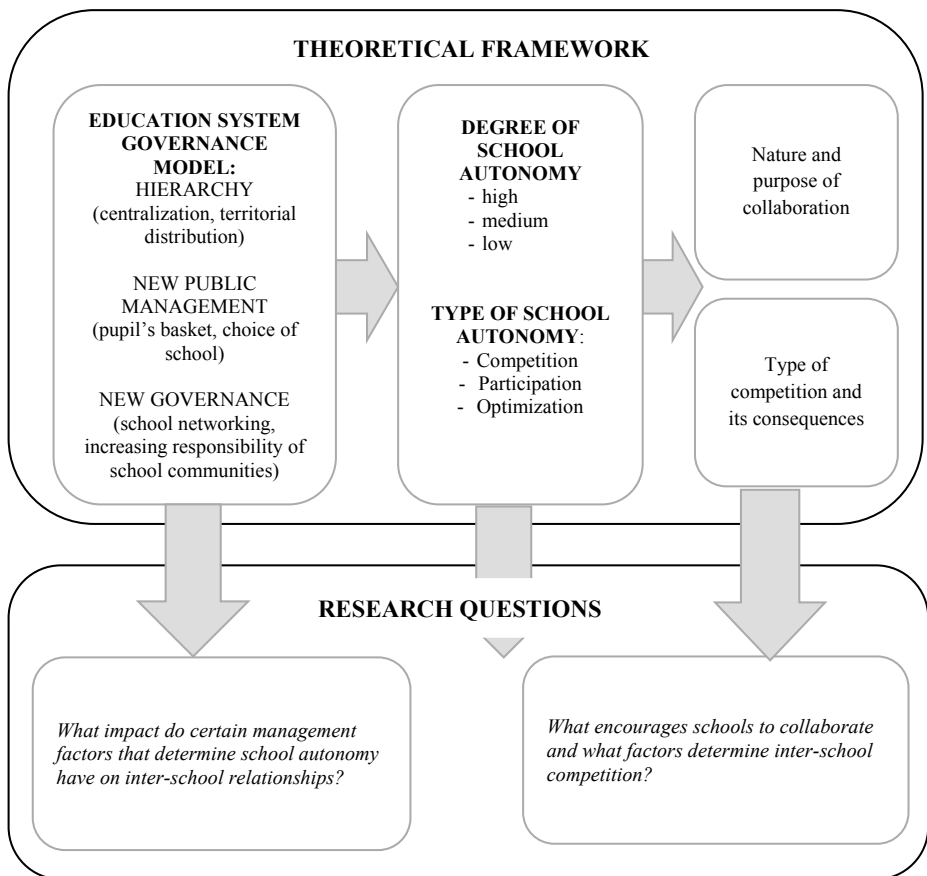 THEORETICAL FRAMEWORK
EDUCATION SYSTEM
GOVERNANCE
MODEL:
HIERARCHY
(centralization, territorial
distribution)
NEW PUBLIC
MANAGEMENT
(pupil's basket, choice of
school)
NEW GOVERNANCE
(school networking,
increasing responsibility of
school communities)
DEGREE OF
SCHOOL
AUTONOMY
- high
- medium
- low
TYPE OF SCHOOL
AUTONOMY:
- Competition
- Participation
- Optimization
Nature and
purpose of
collaboration
Type of
competition and
its consequences
RESEARCH QUESTIONS
What impact do certain management
factors that determine school autonomy
have on inter-school relationships?
What encourages schools to collaborate
and what factors determine inter-school
competition?